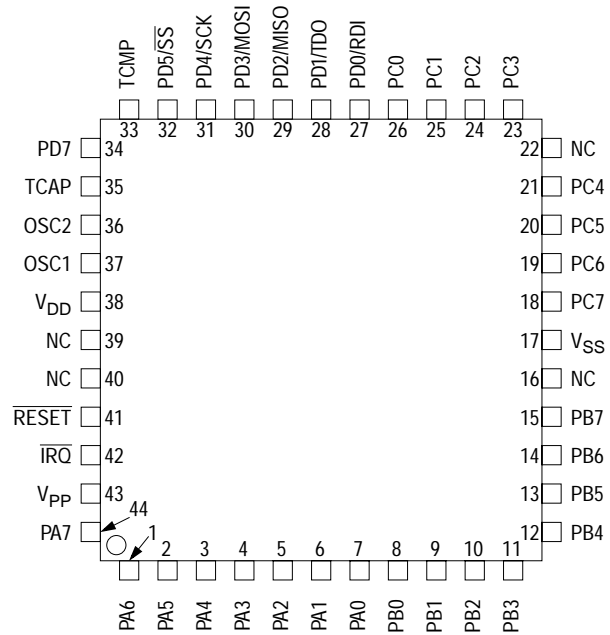 TCMP
PD5/S̅S̅
PD4/SCK
PD3/MOSI
PD2/MISO
PD1/TDO
PD0/RDI
PC0
PC1
PC2
PC3
33 32 31 30 29 28 27 26 25 24 23
PD7 34
22 NC
TCAP 35
21 PC4
OSC2 36
20 PC5
OSC1 37
19 PC6
VDD 38
18 PC7
NC 39
17 VSS
NC 40
16 NC
R̅E̅S̅E̅T̅ 41
15 PB7
I̅R̅Q̅ 42
14 PB6
VPP 43
13 PB5
PA7 44
12 PB4
1 2 3 4 5 6 7 8 9 10 11
PA6
PA5
PA4
PA3
PA2
PA1
PA0
PB0
PB1
PB2
PB3